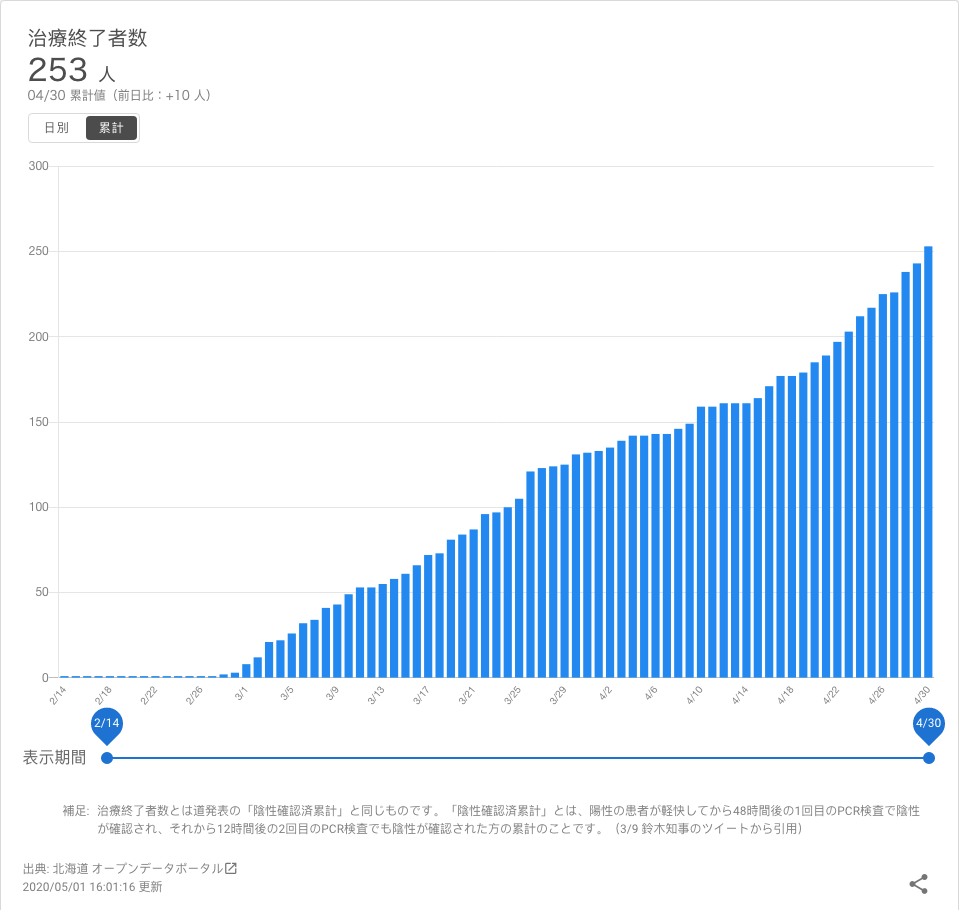 治療終了者数
253 人
04/30 累計値（前日比：+10 人）
日別 累計
300
250
200
150
100
50
0
2/14 2/18 2/22 2/26 3/1 3/5 3/9 3/13 3/17 3/21 3/25 3/29 4/2 4/6 4/10 4/14 4/18 4/22 4/26 4/30
2/14 4/30
表示期間
補足: 治療終了者数とは道発表の「陰性確認済累計」と同じものです。「陰性確認済累計」とは、陽性の患者が軽快してから48時間後の1回目のPCR検査で陰性
が確認され、それから12時間後の2回目のPCR検査でも陰性が確認された方の累計のことです。（3/9 鈴木知事のツイートから引用）
出典: 北海道 オープンデータポータル
2020/05/01 16:01:16 更新